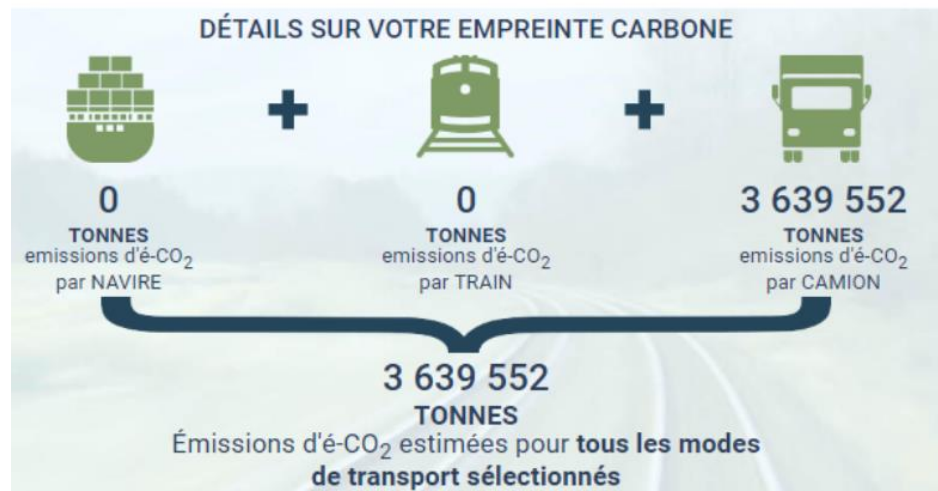 DÉTAILS SUR VOTRE EMPREINTE CARBONE
0
TONNES
emissions d'é-CO2
par NAVIRE
0
TONNES
emissions d'é-CO2
par TRAIN
3 639 552
TONNES
emissions d'é-CO2
par CAMION
3 639 552
TONNES
Émissions d'é-CO2 estimées pour tous les modes
de transport sélectionnés